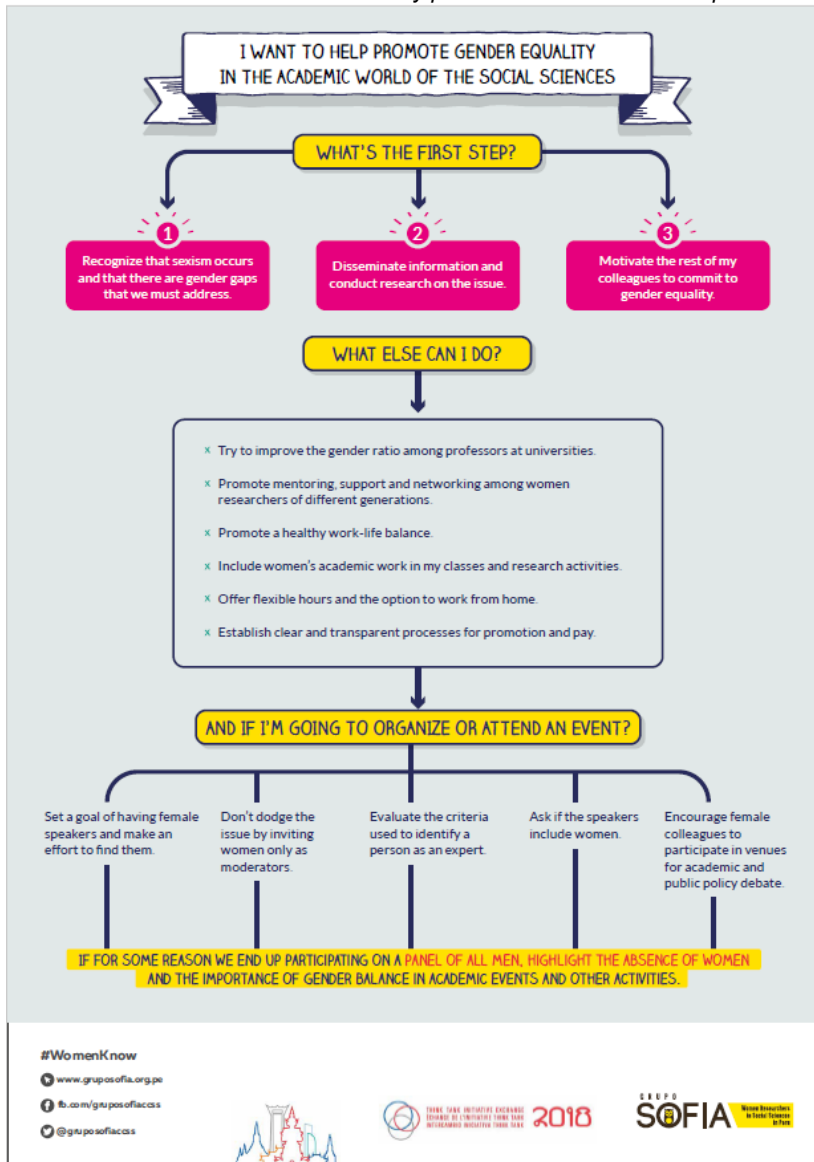 I WANT TO HELP PROMOTE GENDER EQUALITY
IN THE ACADEMIC WORLD OF THE SOCIAL SCIENCES
WHAT'S THE FIRST STEP?
1
Recognize that sexism occurs
and that there are gender gaps
that we must address.
2
Disseminate information and
conduct research on the issue.
3
Motivate the rest of my
colleagues to commit to
gender equality.
WHAT ELSE CAN I DO?
x Try to improve the gender ratio among professors at universities.
x Promote mentoring, support and networking among women
researchers of different generations.
x Promote a healthy work-life balance.
x Include women's academic work in my classes and research activities.
x Offer flexible hours and the option to work from home.
x Establish clear and transparent processes for promotion and pay.
AND IF I'M GOING TO ORGANIZE OR ATTEND AN EVENT?
Set a goal of having female
speakers and make an
effort to find them.
Don't dodge the
issue by inviting
women only as
moderators.
Evaluate the criteria
used to identify a
person as an expert.
Ask if the speakers
include women.
Encourage female
colleagues to
participate in venues
for academic and
public policy debate.
IF FOR SOME REASON WE END UP PARTICIPATING ON A PANEL OF ALL MEN, HIGHLIGHT THE ABSENCE OF WOMEN
AND THE IMPORTANCE OF GENDER BALANCE IN ACADEMIC EVENTS AND OTHER ACTIVITIES.
#WomenKnow
www.gruposofia.org.pe
fb.com/gruposofiaccss
@gruposofiaccss
THINK TANK INITIATIVE EXCHANGE
ÉCHANGE DE L'INITIATIVE THINK TANK
INTERCAMBIO INICIATIVA THINK TANK
2018
GRUPO
SOFIA
Women Researchers
in Social Sciences
in Peru